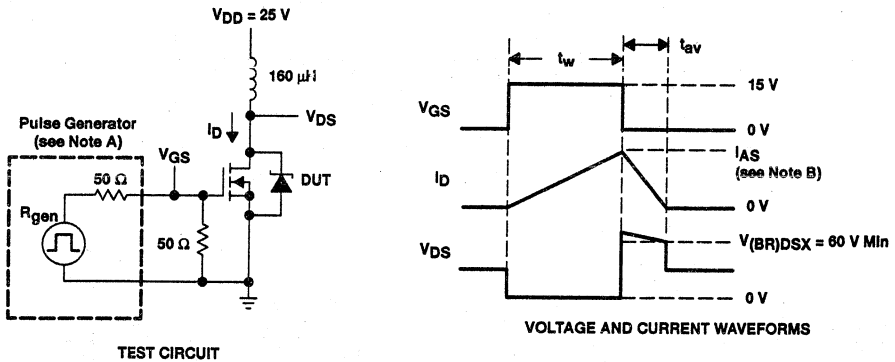 VDD = 25 V
160 μH
VDS
ID
Pulse Generator
(see Note A)
VGS
50 Ω
DUT
Rgen
50 Ω
TEST CIRCUIT
tw
tav
VGS
15 V
0 V
ID
IAS
(see Note B)
0 V
VDS
V(BR)DSX = 60 V Min
0 V
VOLTAGE AND CURRENT WAVEFORMS